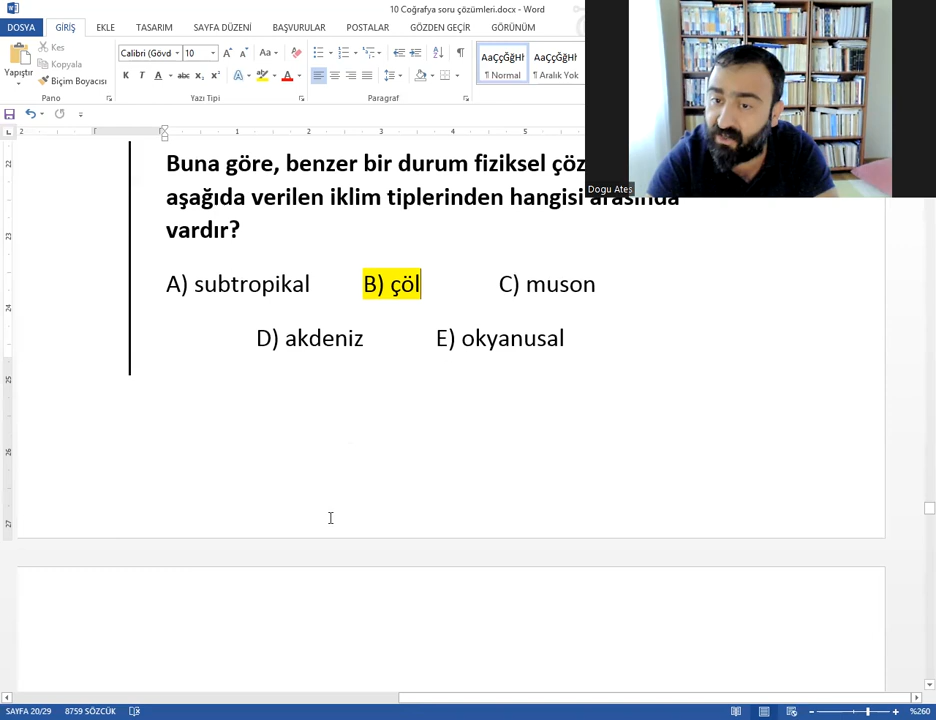 10 Coğrafya soru çözümleri.docx - Word
DOSYA GİRİŞ EKLE TASARIM SAYFA DÜZENİ BAŞVURULAR POSTALAR GÖZDEN GEÇİR GÖRÜNÜM
Yapıştır
Kes
Kopyala
Biçim Boyacısı
Calibri (Gövd 10
AaÇçĞğHł AaÇçĞğHł
¶ Normal ¶ Aralık Yok
Pano Yazı Tipi Paragraf
Dogu Ates
Buna göre, benzer bir durum fiziksel çöz
aşağıda verilen iklim tiplerinden hangisi arasında
vardır?
A) subtropikal B) çöl C) muson
D) akdeniz E) okyanusal
SAYFA 20/29 8759 SÖZCÜK %260